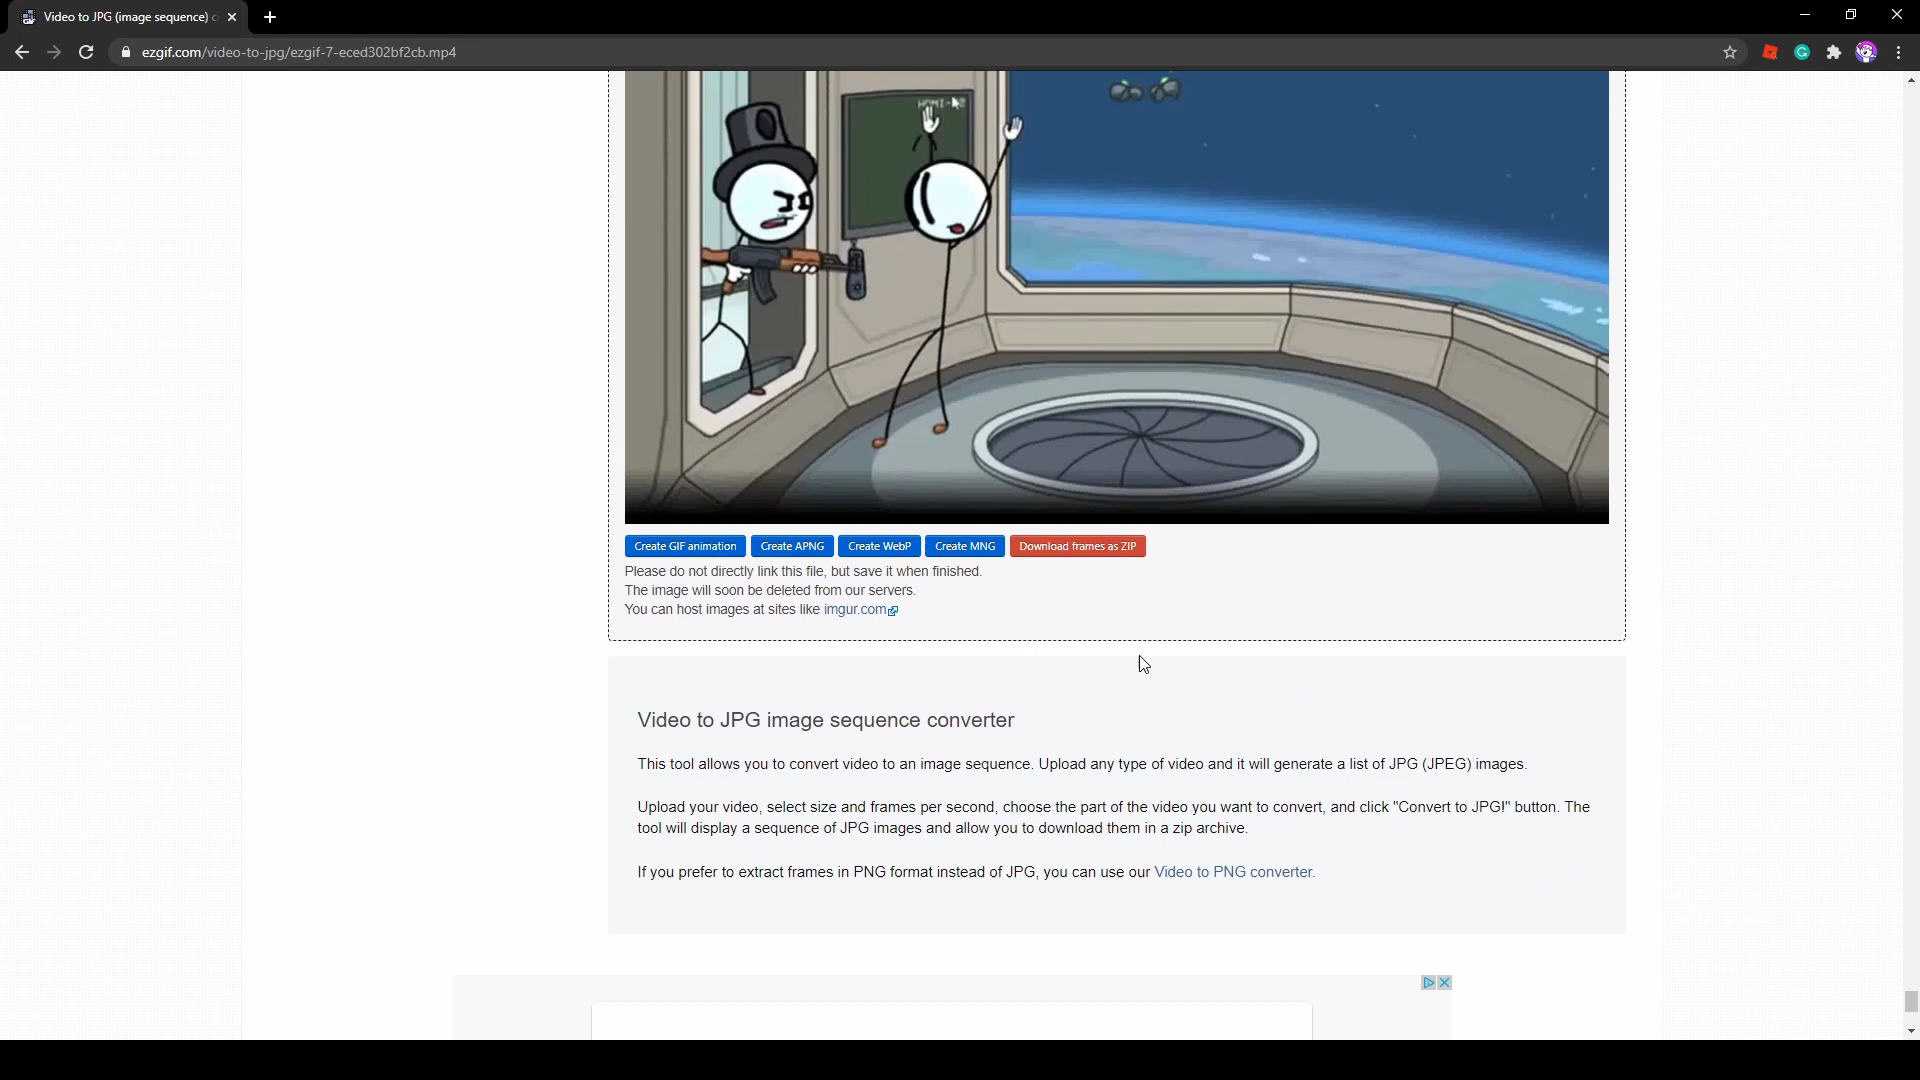 Video to JPG (image sequence) c
ezgif.com/video-to-jpg/ezgif-7-eced302bf2cb.mp4
Create GIF animation
Create APNG
Create WebP
Create MNG
Download frames as ZIP
Please do not directly link this file, but save it when finished.
The image will soon be deleted from our servers.
You can host images at sites like imgur.com
Video to JPG image sequence converter
This tool allows you to convert video to an image sequence. Upload any type of video and it will generate a list of JPG (JPEG) images.
Upload your video, select size and frames per second, choose the part of the video you want to convert, and click "Convert to JPG!" button. The
tool will display a sequence of JPG images and allow you to download them in a zip archive.
If you prefer to extract frames in PNG format instead of JPG, you can use our Video to PNG converter.